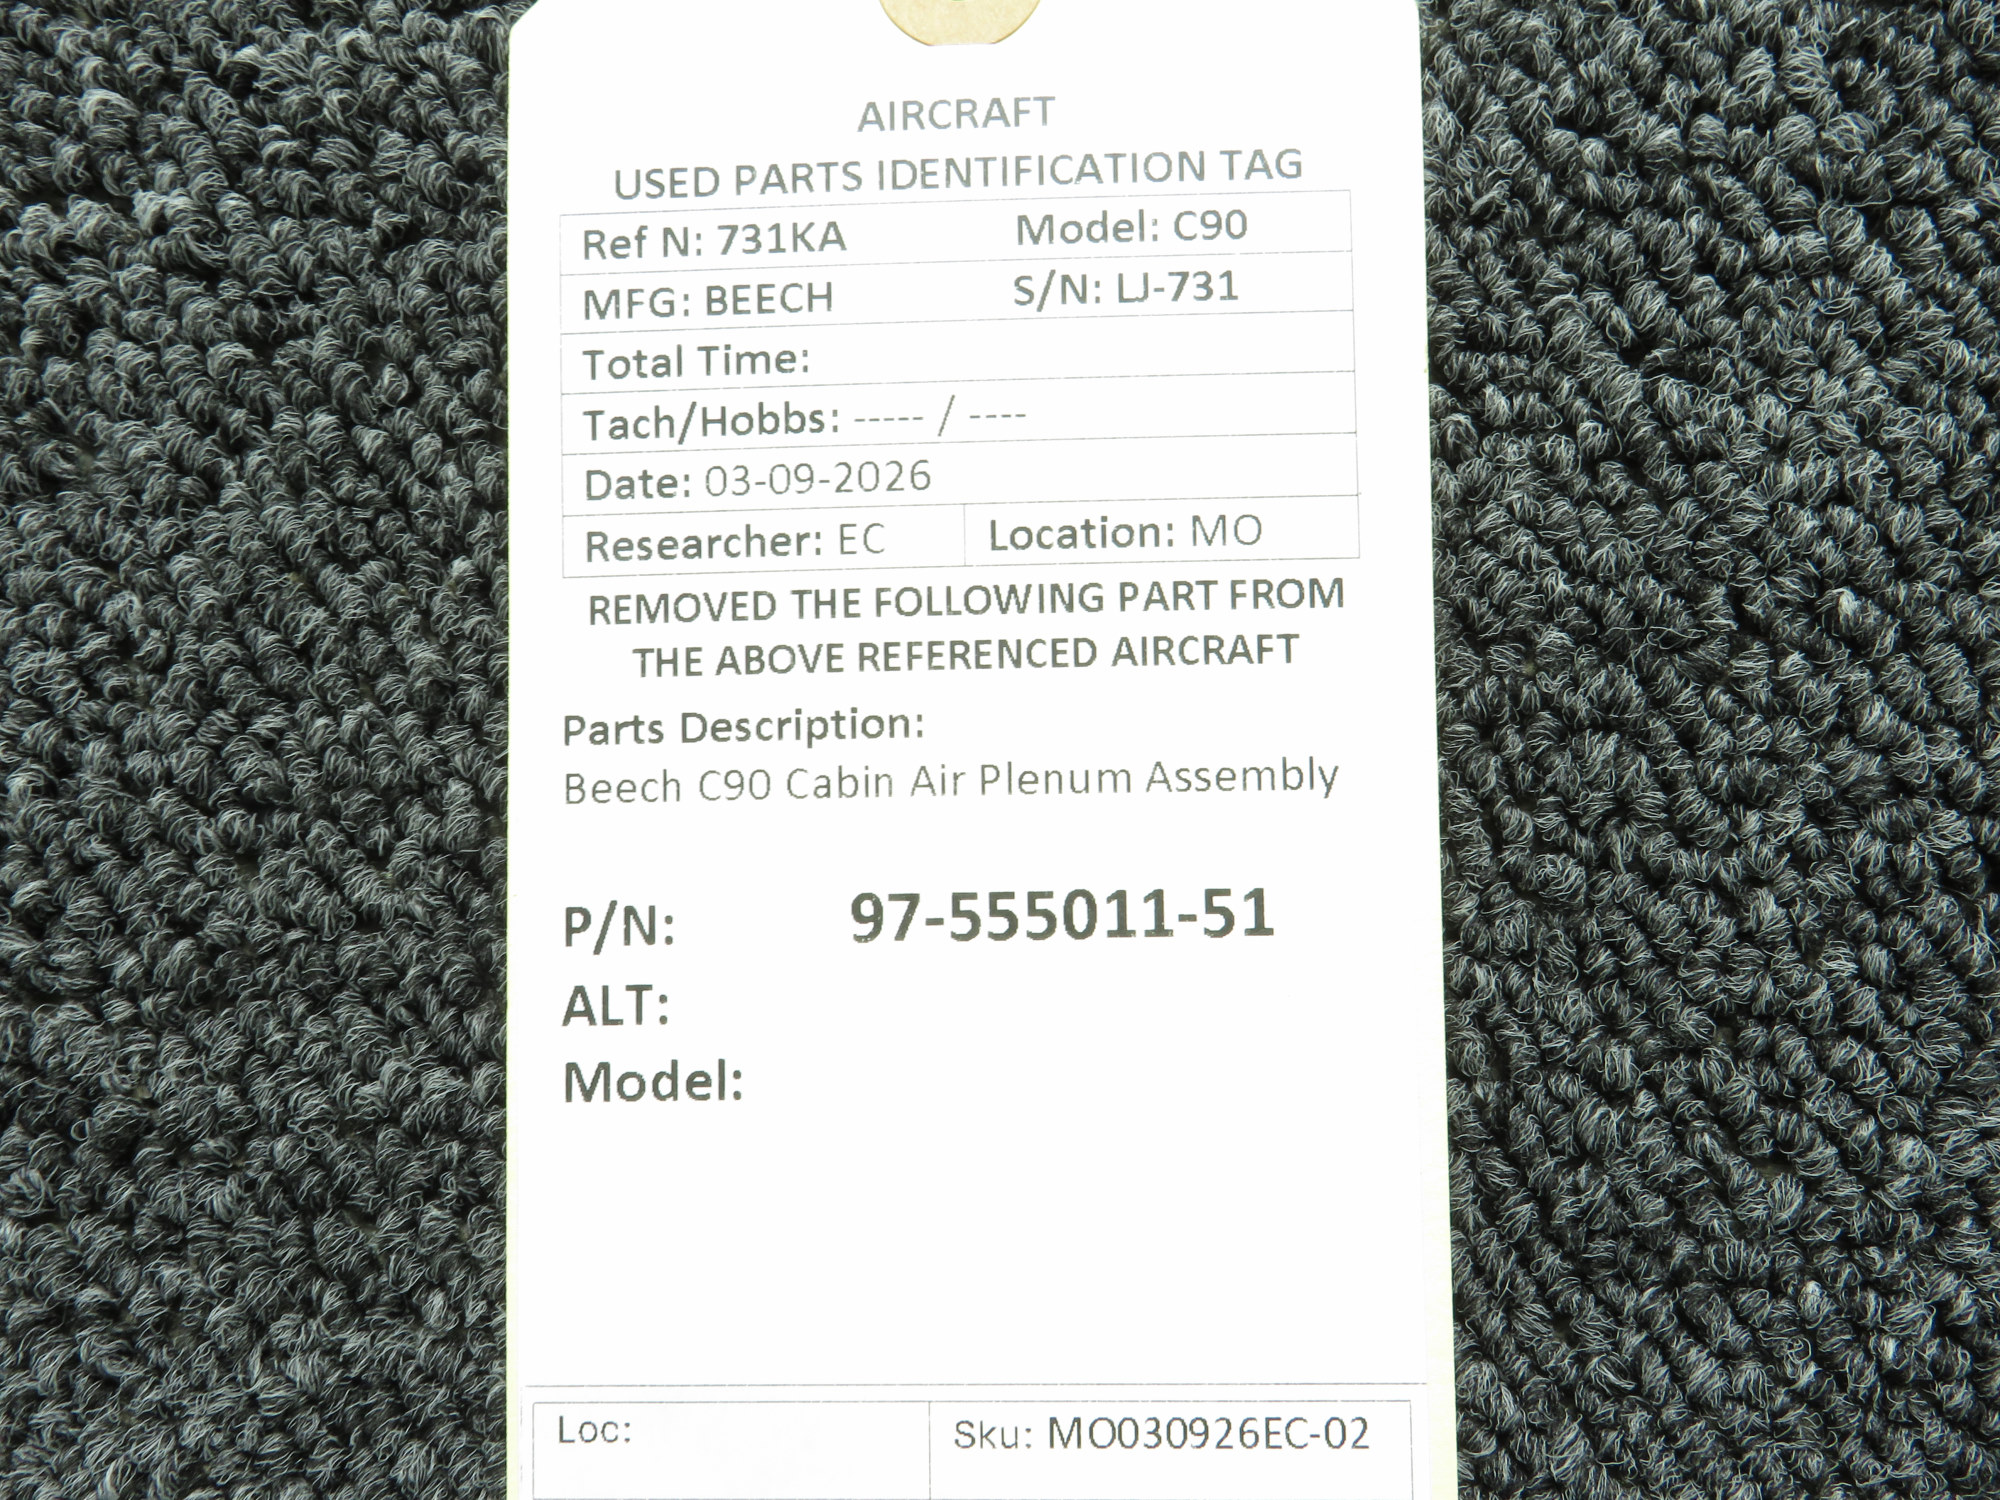 AIRCRAFT
USED PARTS IDENTIFICATION TAG
Ref N: 731KA Model: C90
MFG: BEECH S/N: LJ-731
Total Time:
Tach/Hobbs: ----- / ----
Date: 03-09-2026
Researcher: EC Location: MO
REMOVED THE FOLLOWING PART FROM
THE ABOVE REFERENCED AIRCRAFT
Parts Description:
Beech C90 Cabin Air Plenum Assembly
P/N: 97-555011-51
ALT:
Model:
Loc: Sku: MO030926EC-02